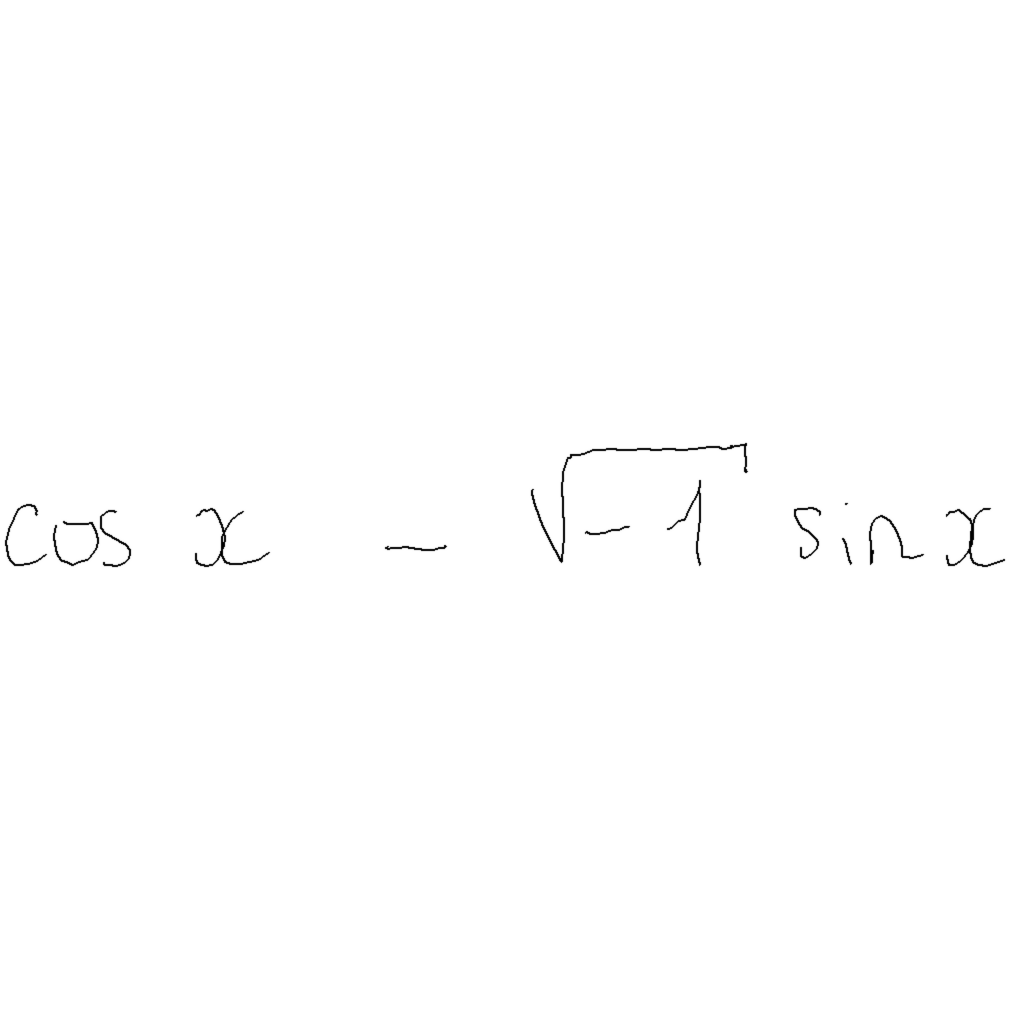 cos x - √-1 sin x